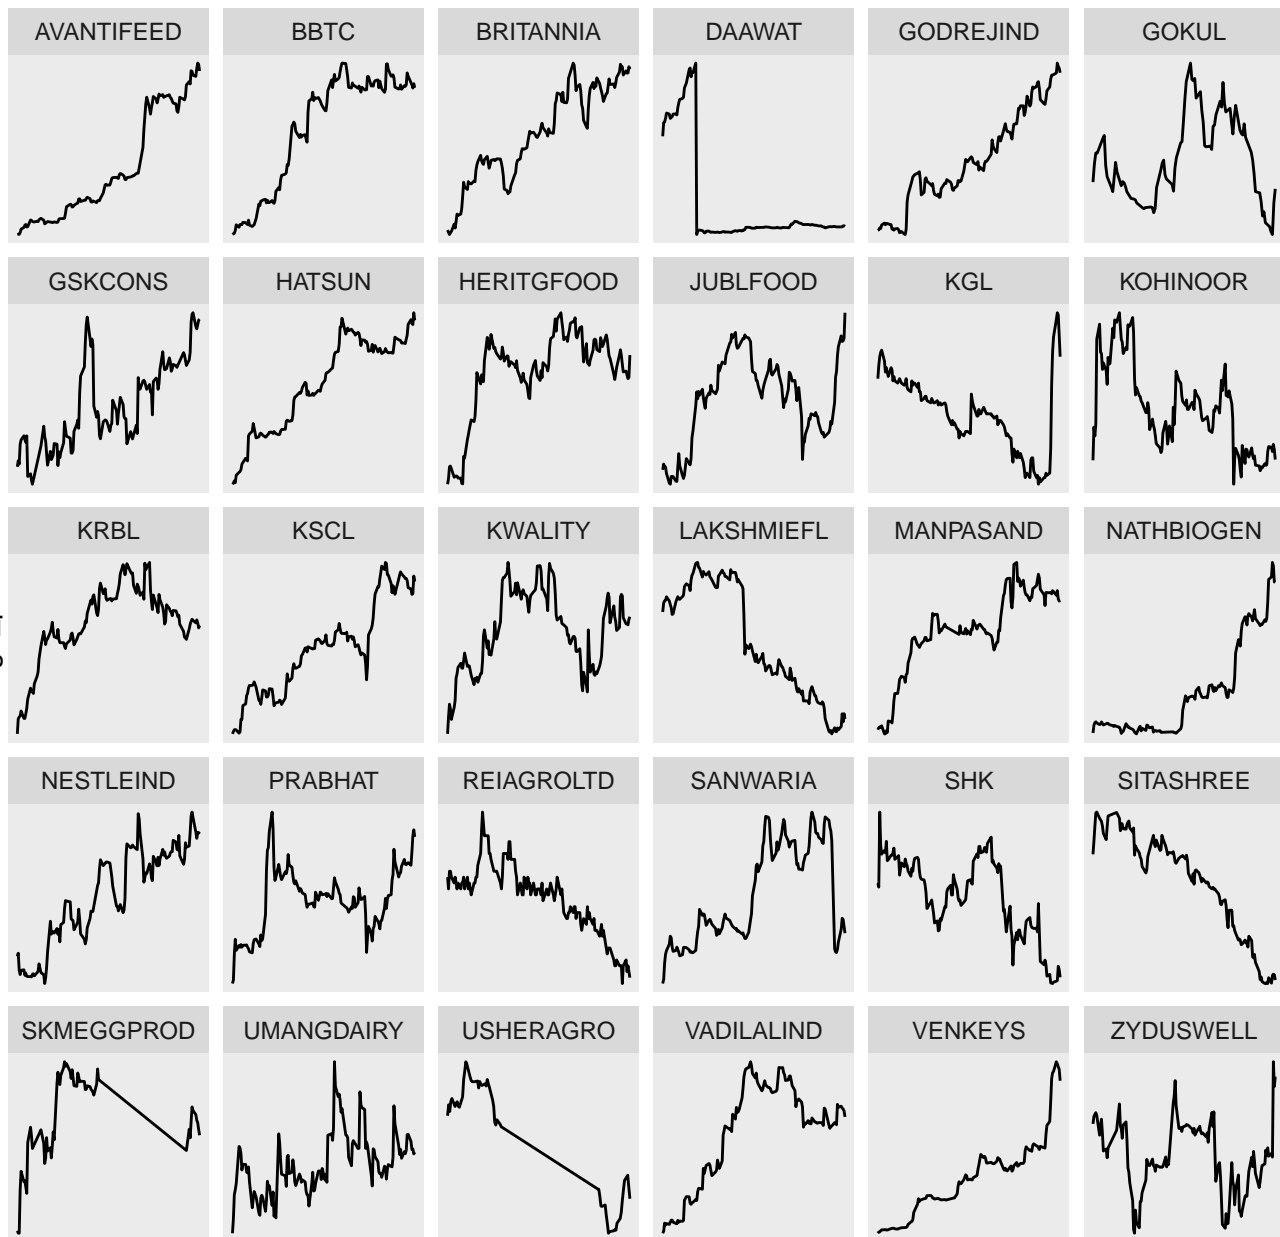 AVANTIFEED BBTC BRITANNIA DAAWAT GODREJIND GOKUL
GSKCONS HATSUN HERITGFOOD JUBLFOOD KGL KOHINOOR
KRBL KSCL KWALITY LAKSHMIEFL MANPASAND NATHBIOGEN
NESTLEIND PRABHAT REIAGROLTD SANWARIA SHK SITASHREE
SKMEGGPROD UMANGDAIRY USHERAGRO VADILALIND VENKEYS ZYDUSWELL